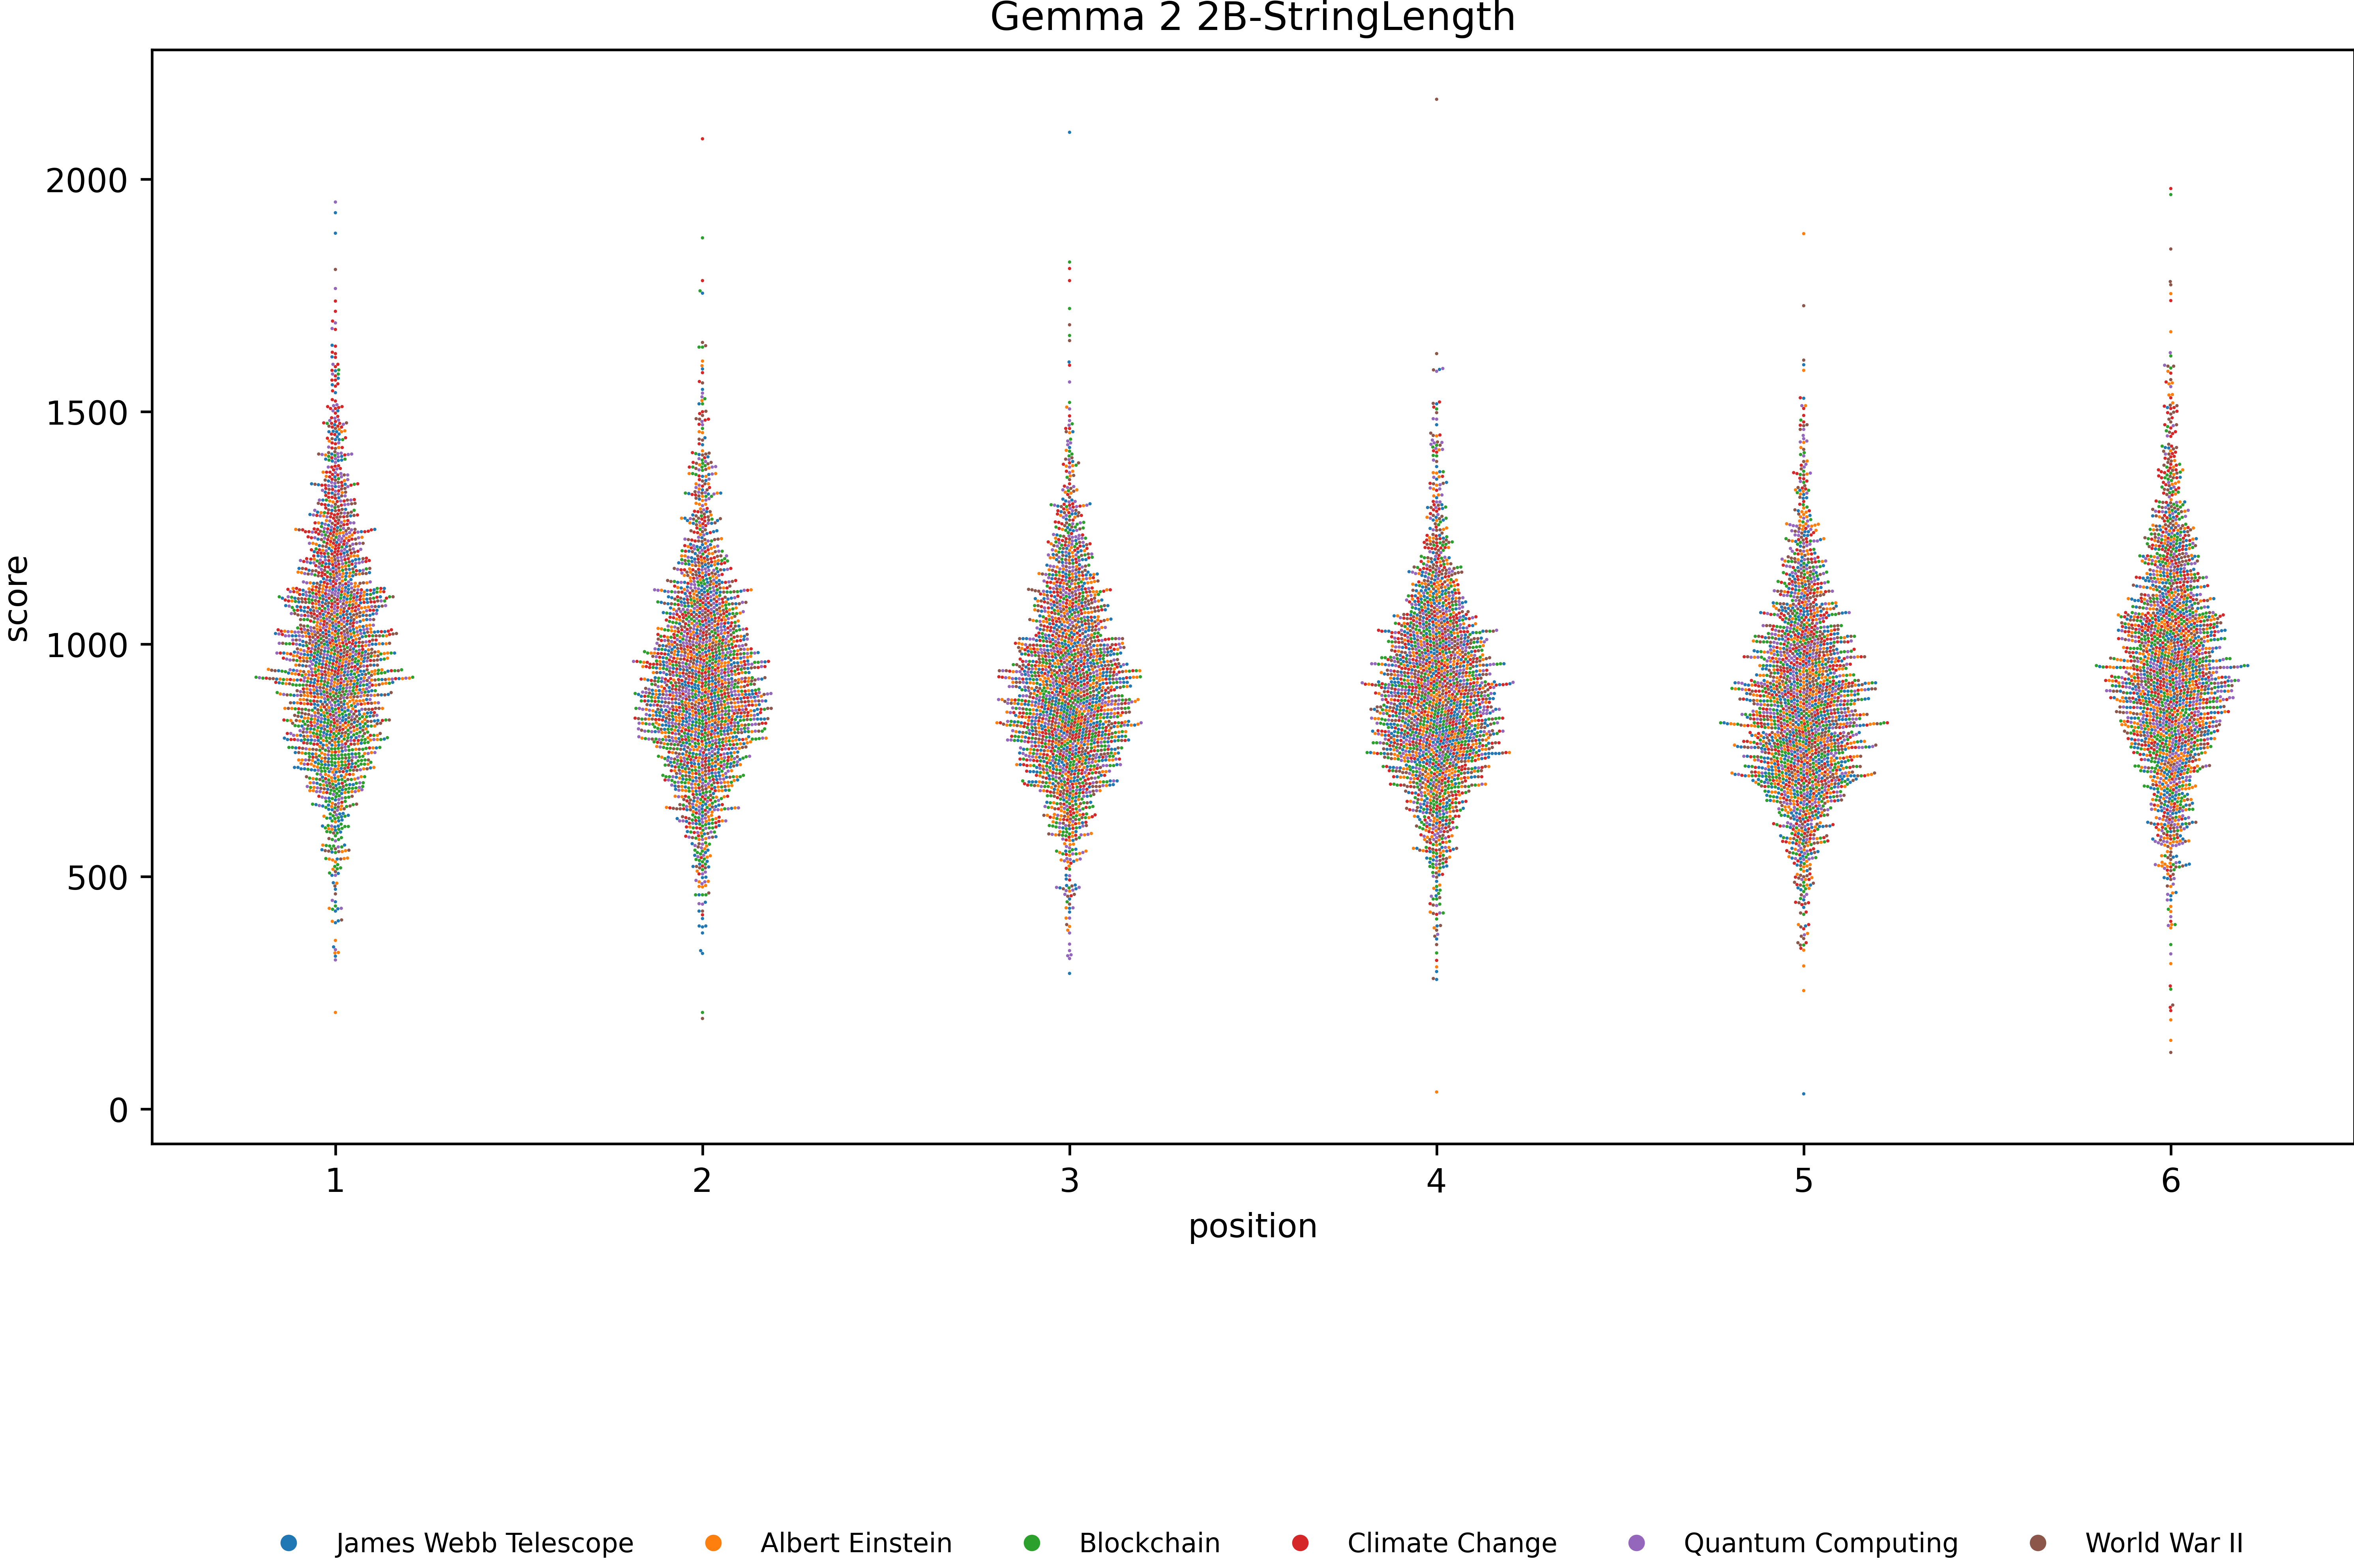 Gemma 2 2B-StringLength
2000
1500
1000
500
0
score
1 2 3 4 5 6
position
James Webb Telescope Albert Einstein Blockchain Climate Change Quantum Computing World War II